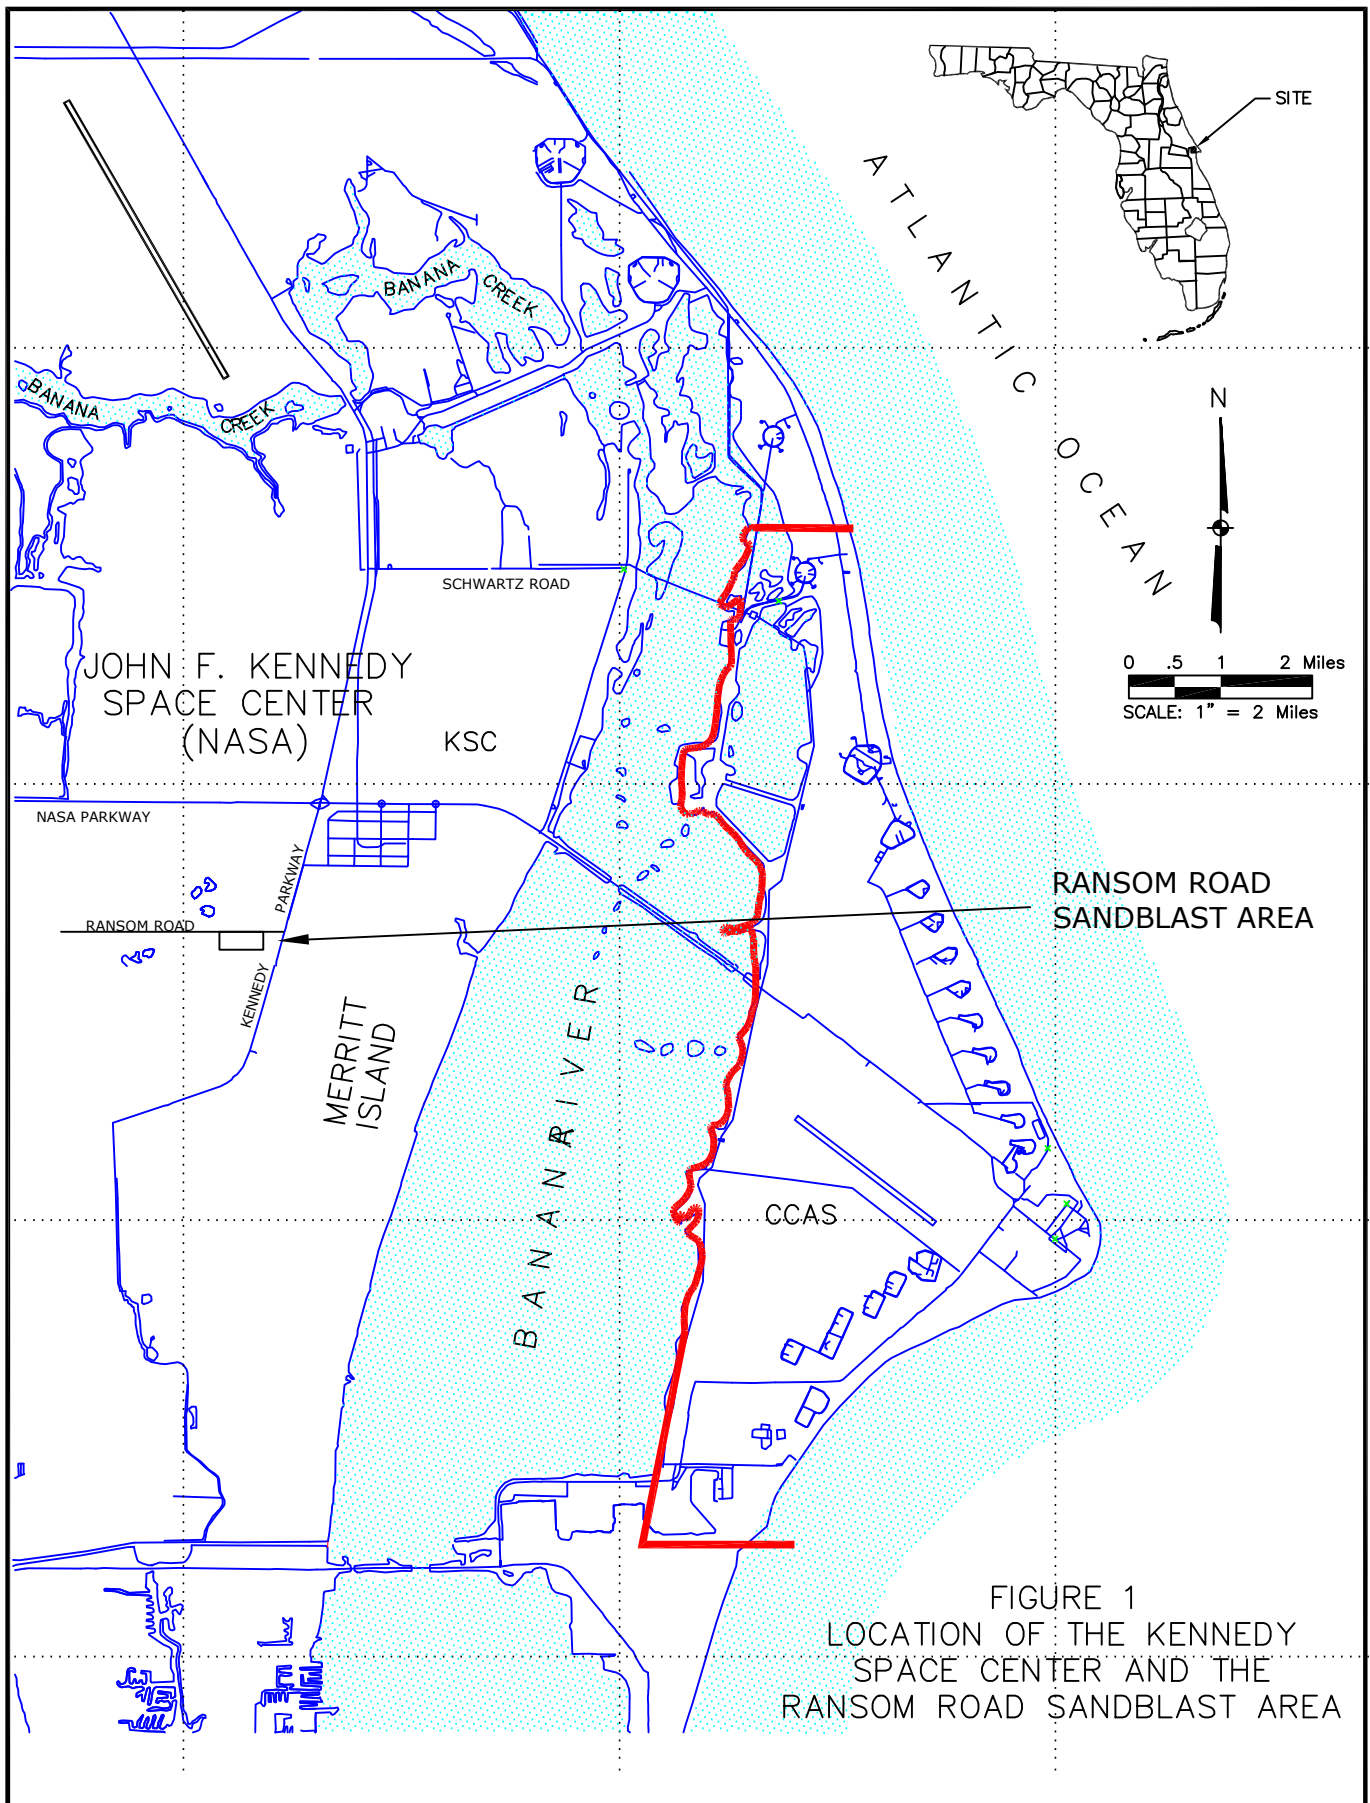 SITE
ATLANTIC OCEAN
BANANA CREEK
BANANA CREEK
N
SCHWARTZ ROAD
JOHN F. KENNEDY
SPACE CENTER
(NASA)
KSC
0 .5 1 2 Miles
SCALE: 1" = 2 Miles
NASA PARKWAY
KENNEDY PARKWAY
RANSOM ROAD
RANSOM ROAD
SANDBLAST AREA
MERRITT
ISLAND
BANANA RIVER
CCAS
FIGURE 1
LOCATION OF THE KENNEDY
SPACE CENTER AND THE
RANSOM ROAD SANDBLAST AREA